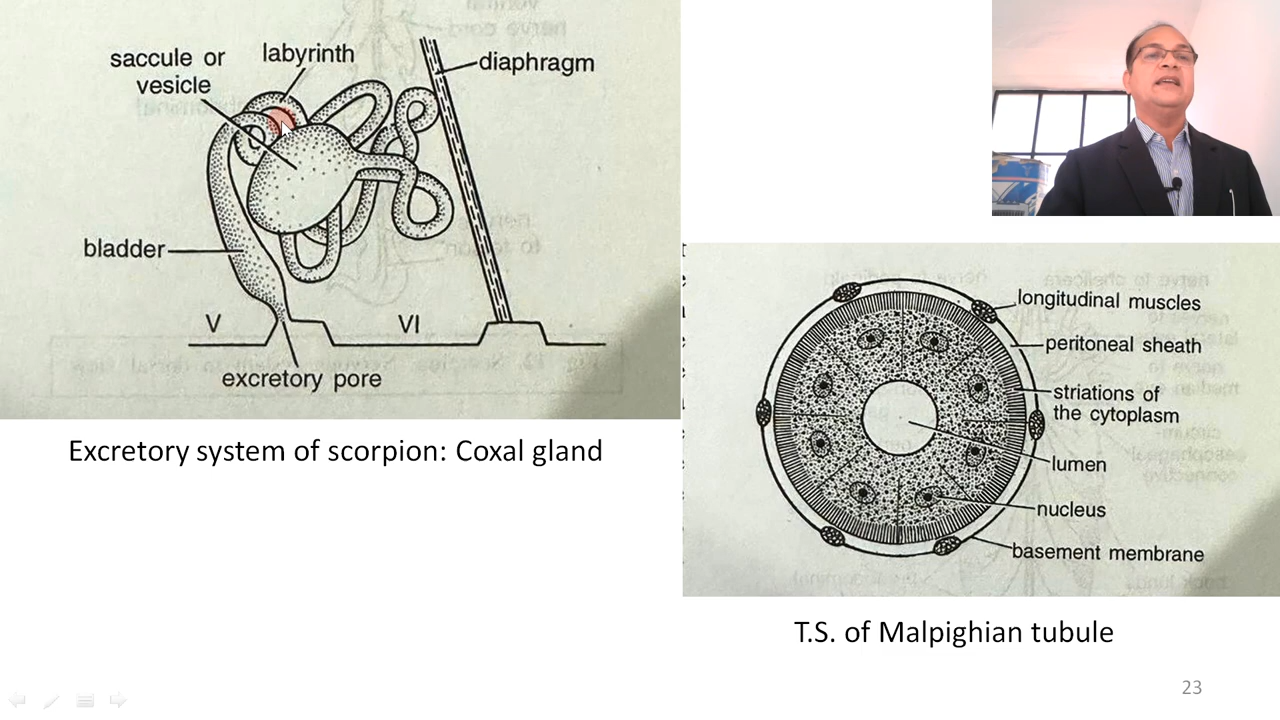 saccule or
vesicle
labyrinth
diaphragm
bladder
V
VI
excretory pore
Excretory system of scorpion: Coxal gland
longitudinal muscles
peritoneal sheath
striations of
the cytoplasm
lumen
nucleus
basement membrane
T.S. of Malpighian tubule
23